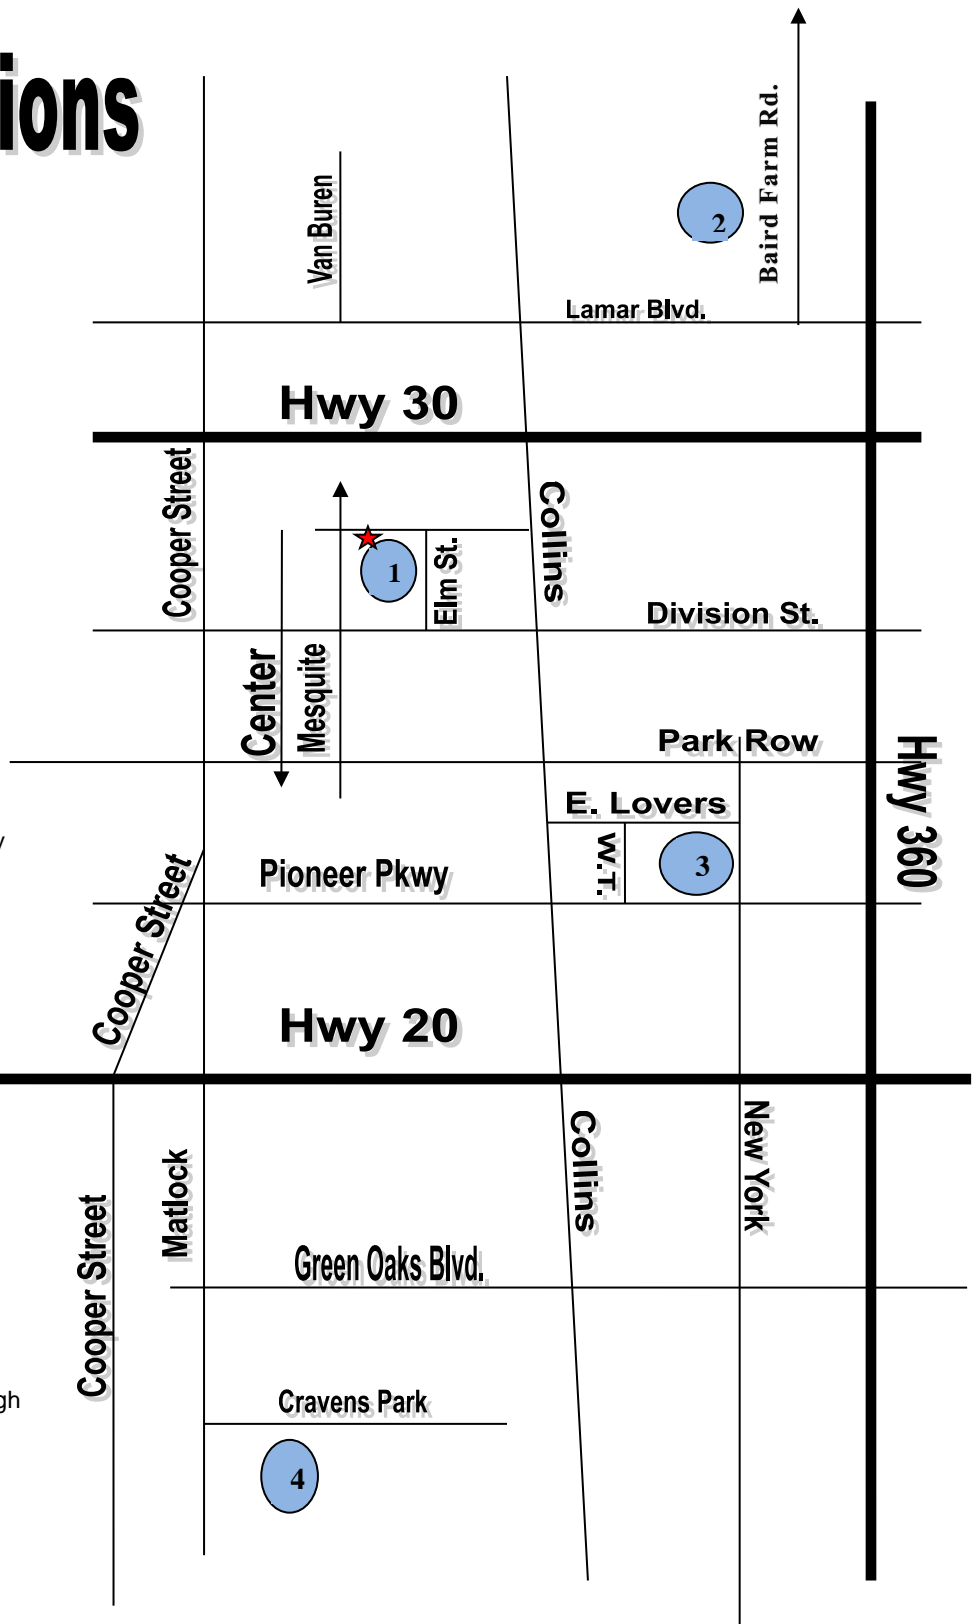 ions
Baird Farm Rd.
Van Buren
2
Lamar Blvd.
Hwy 30
Cooper Street
Collins
1
Elm St.
Division St.
Center
Mesquite
Park Row
Hwy 360
E. Lovers
y
W.T.
3
Pioneer Pkwy
Cooper Street
Hwy 20
New York
Collins
Matlock
Cooper Street
Green Oaks Blvd.
Cravens Park
gh
4